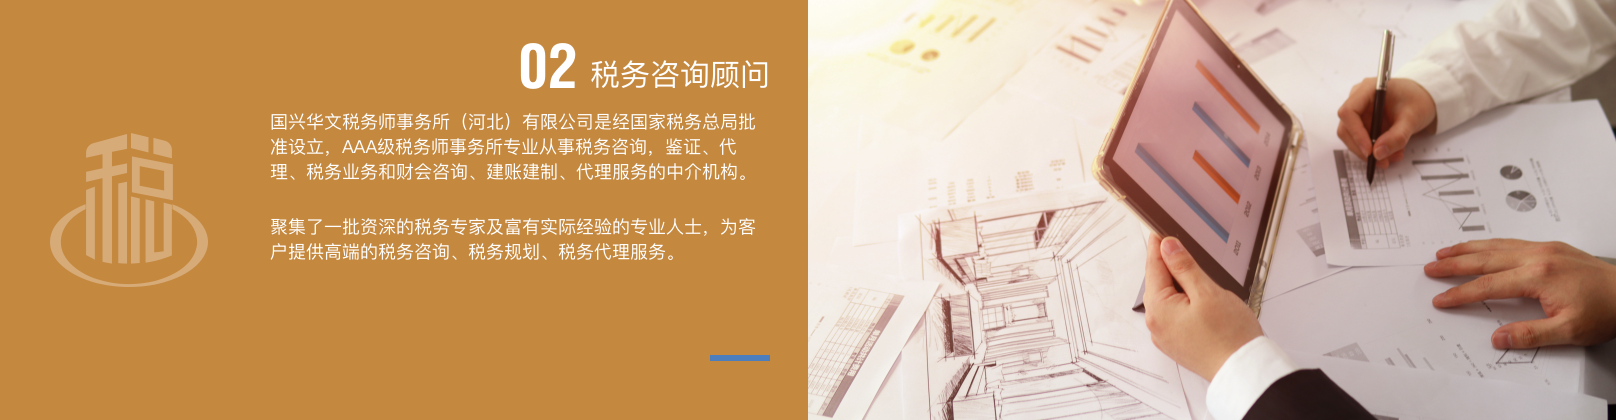 02 税务咨询顾问
国兴华文税务师事务所（河北）有限公司是经国家税务总局批
准设立，AAA级税务师事务所专业从事税务咨询，鉴证、代
理、税务业务和财会咨询、建账建制、代理服务的中介机构。
聚集了一批资深的税务专家及富有实际经验的专业人士，为客
户提供高端的税务咨询、税务规划、税务代理服务。
税